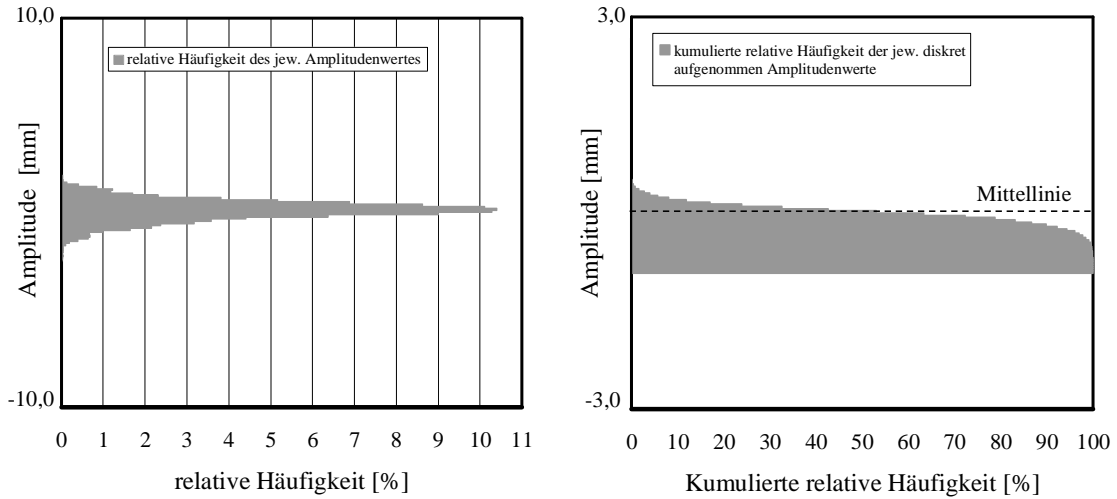 10,0
relative Häufigkeit des jew. Amplitudenwertes
Amplitude [mm]
-10,0
0 1 2 3 4 5 6 7 8 9 10 11
relative Häufigkeit [%]
3,0
kumulierte relative Häufigkeit der jew. diskret
aufgenommen Amplitudenwerte
Mittellinie
Amplitude [mm]
-3,0
0 10 20 30 40 50 60 70 80 90 100
Kumulierte relative Häufigkeit [%]